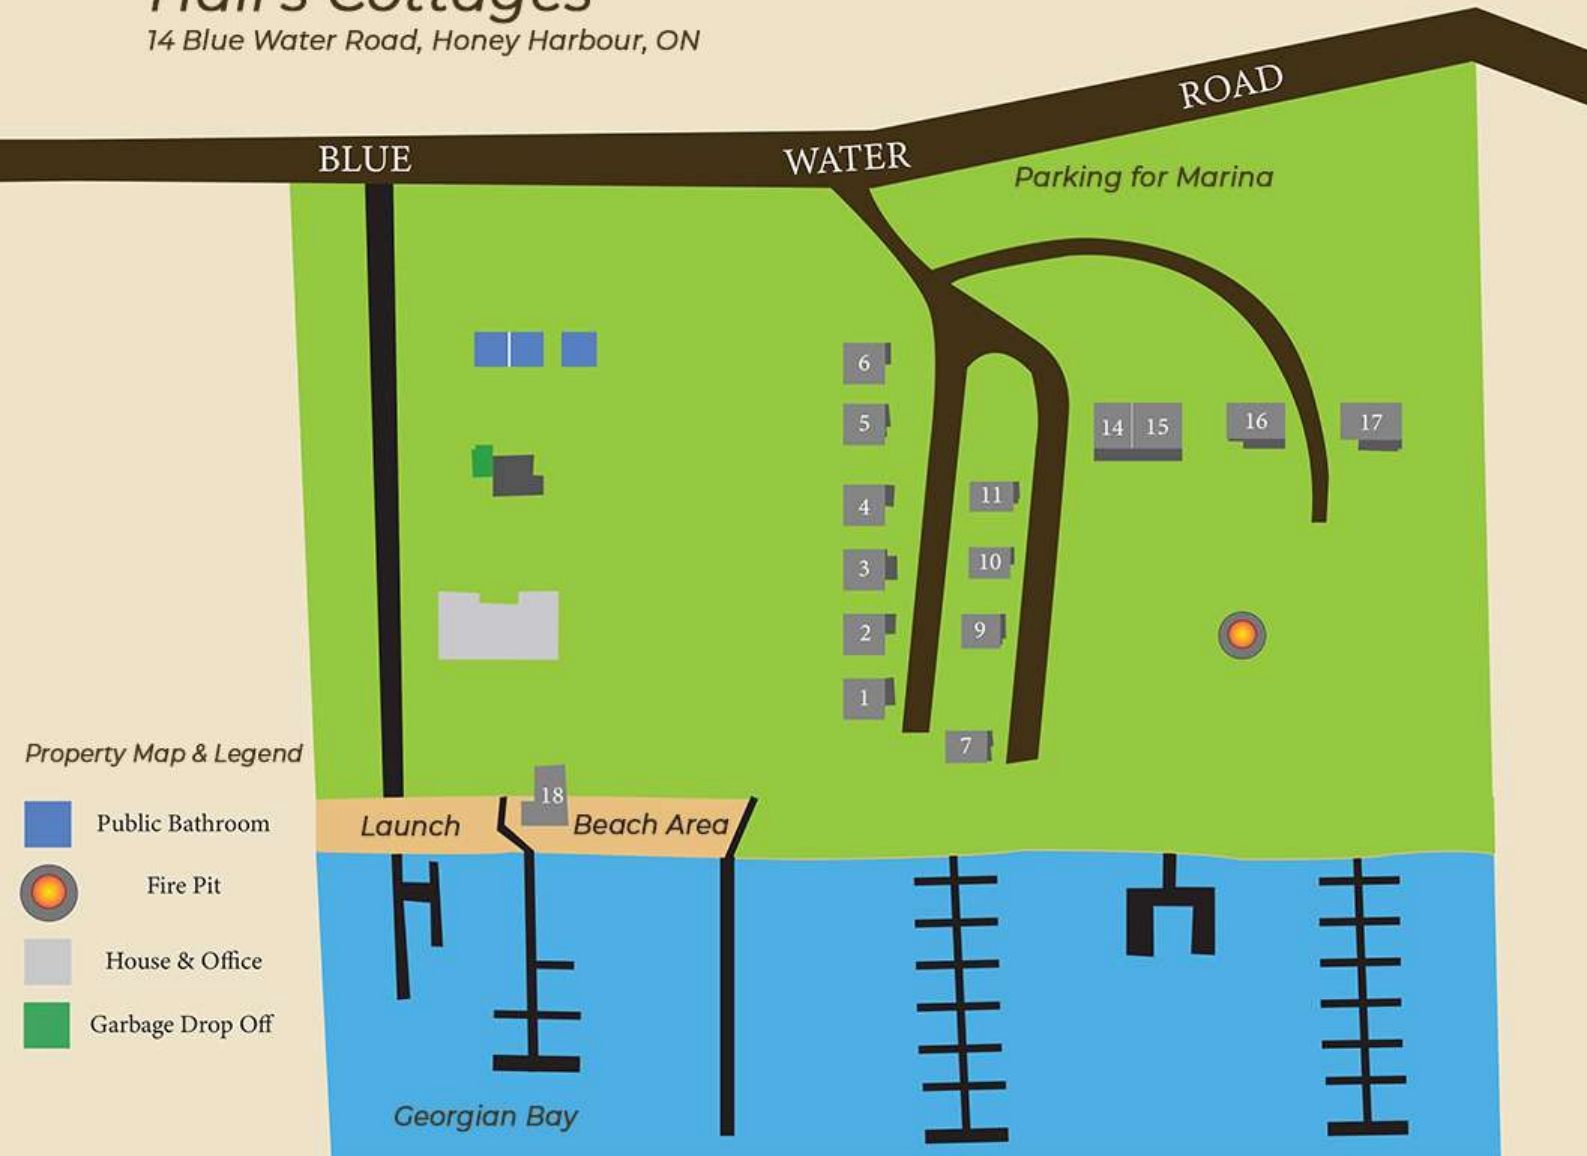 Hall's Cottages
14 Blue Water Road, Honey Harbour, ON
BLUE
WATER
ROAD
Parking for Marina
6
5
14 15
16
17
4
11
3
10
2
9
1
7
Property Map & Legend
18
Public Bathroom
Launch
Beach Area
Fire Pit
House & Office
Garbage Drop Off
Georgian Bay